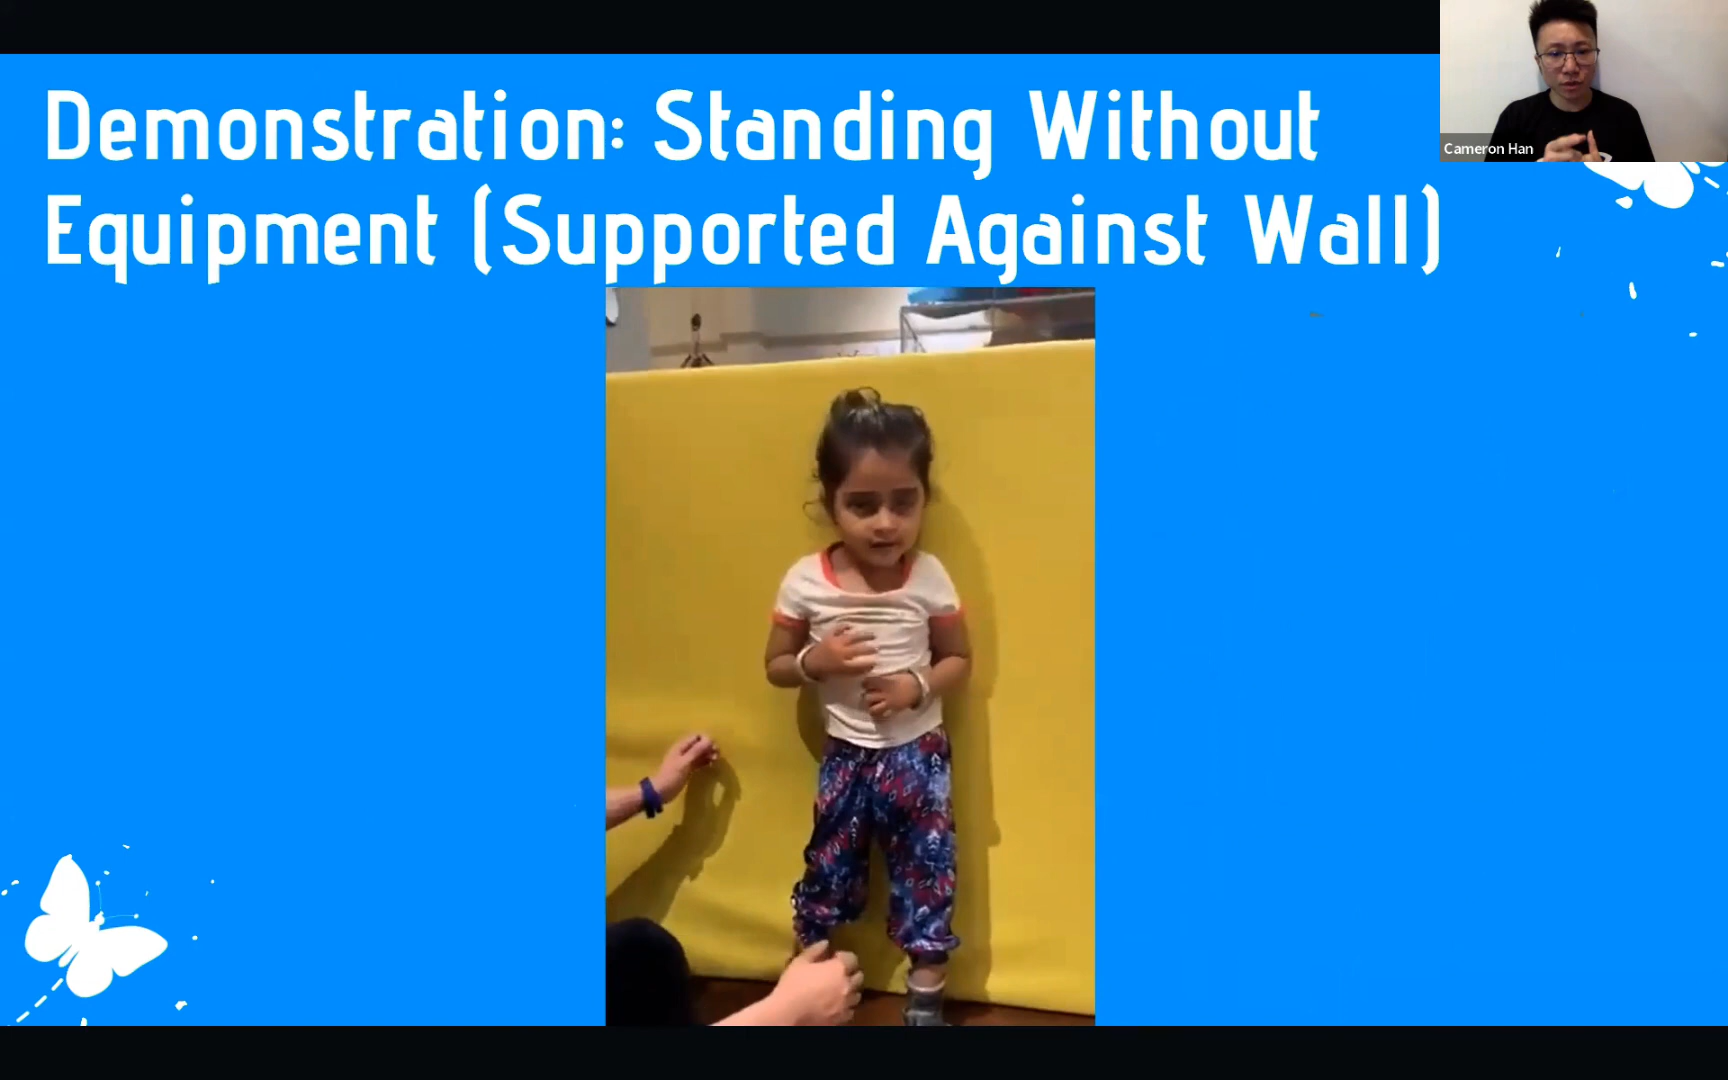 Demonstration: Standing Without
Equipment (Supported Against Wall)
Cameron Han